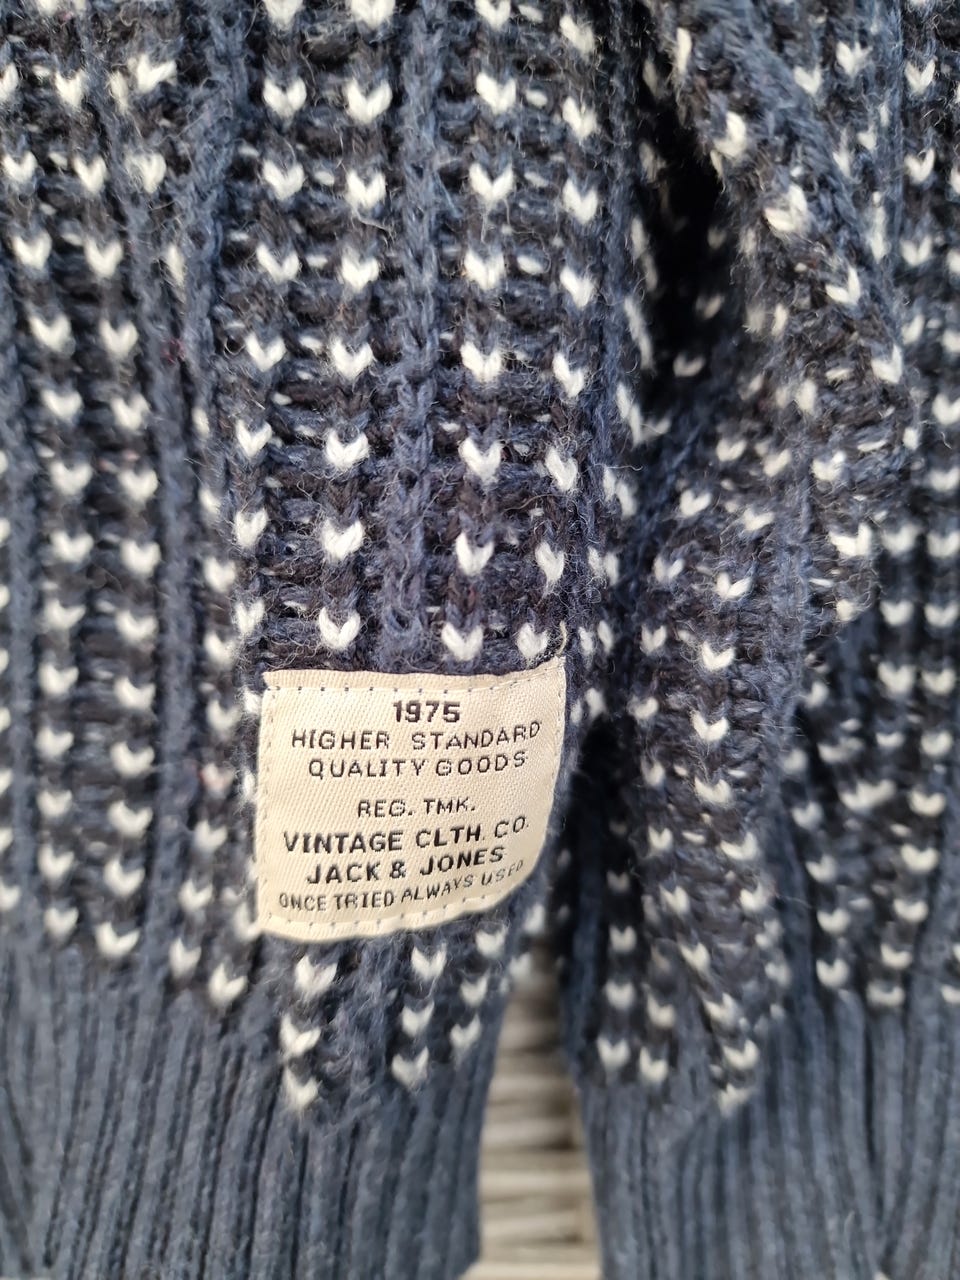 1975
HIGHER STANDARD
QUALITY GOODS
REG. TMK.
VINTAGE CLTH. CO.
JACK & JONES
ONCE TRIED ALWAYS USED